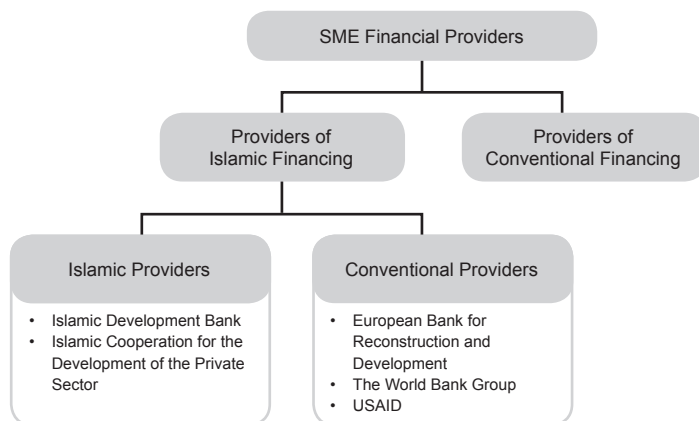 SME Financial Providers
Providers of
Islamic Financing
Providers of
Conventional Financing
Islamic Providers
• Islamic Development Bank
• Islamic Cooperation for the
Development of the Private
Sector
Conventional Providers
• European Bank for
Reconstruction and
Development
• The World Bank Group
• USAID